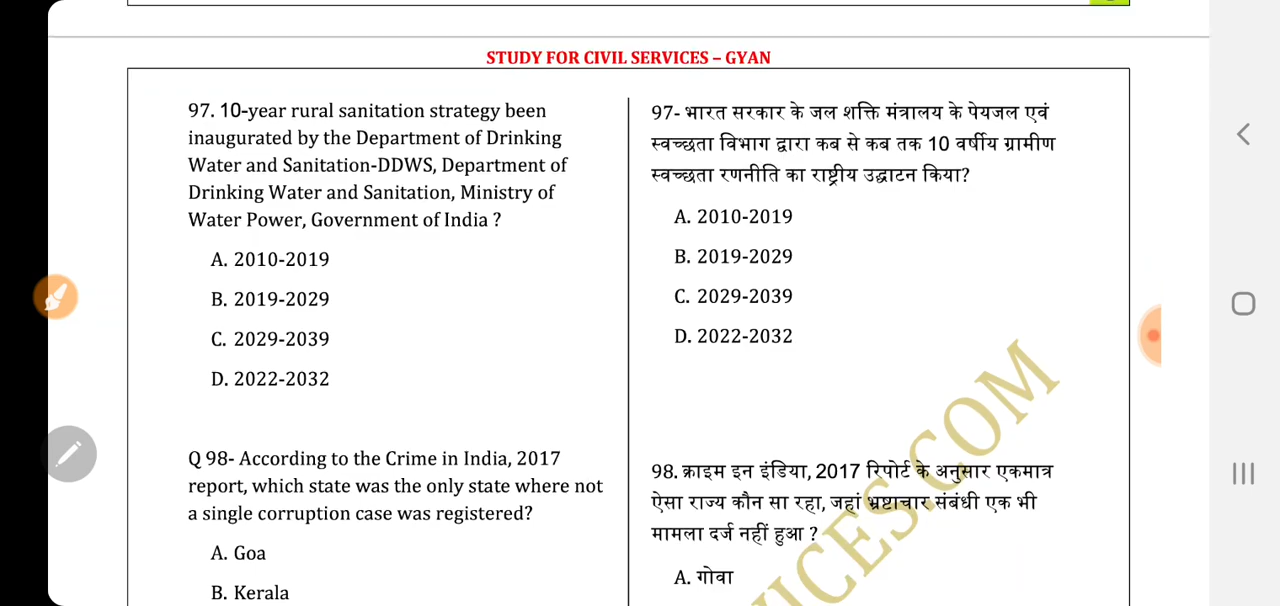 STUDY FOR CIVIL SERVICES – GYAN
97. 10-year rural sanitation strategy been
inaugurated by the Department of Drinking
Water and Sanitation-DDWS, Department of
Drinking Water and Sanitation, Ministry of
Water Power, Government of India ?
A. 2010-2019
B. 2019-2029
C. 2029-2039
D. 2022-2032
Q 98- According to the Crime in India, 2017
report, which state was the only state where not
a single corruption case was registered?
A. Goa
B. Kerala
97- भारत सरकार के जल शक्ति मंत्रालय के पेयजल एवं
स्वच्छता विभाग द्वारा कब से कब तक 10 वर्षीय ग्रामीण
स्वच्छता रणनीति का राष्ट्रीय उद्घाटन किया?
A. 2010-2019
B. 2019-2029
C. 2029-2039
D. 2022-2032
98. क्राइम इन इंडिया, 2017 रिपोर्ट के अनुसार एकमात्र
ऐसा राज्य कौन सा रहा, जहां भ्रष्टाचार संबंधी एक भी
मामला दर्ज नहीं हुआ ?
A. गोवा
VICES.COM